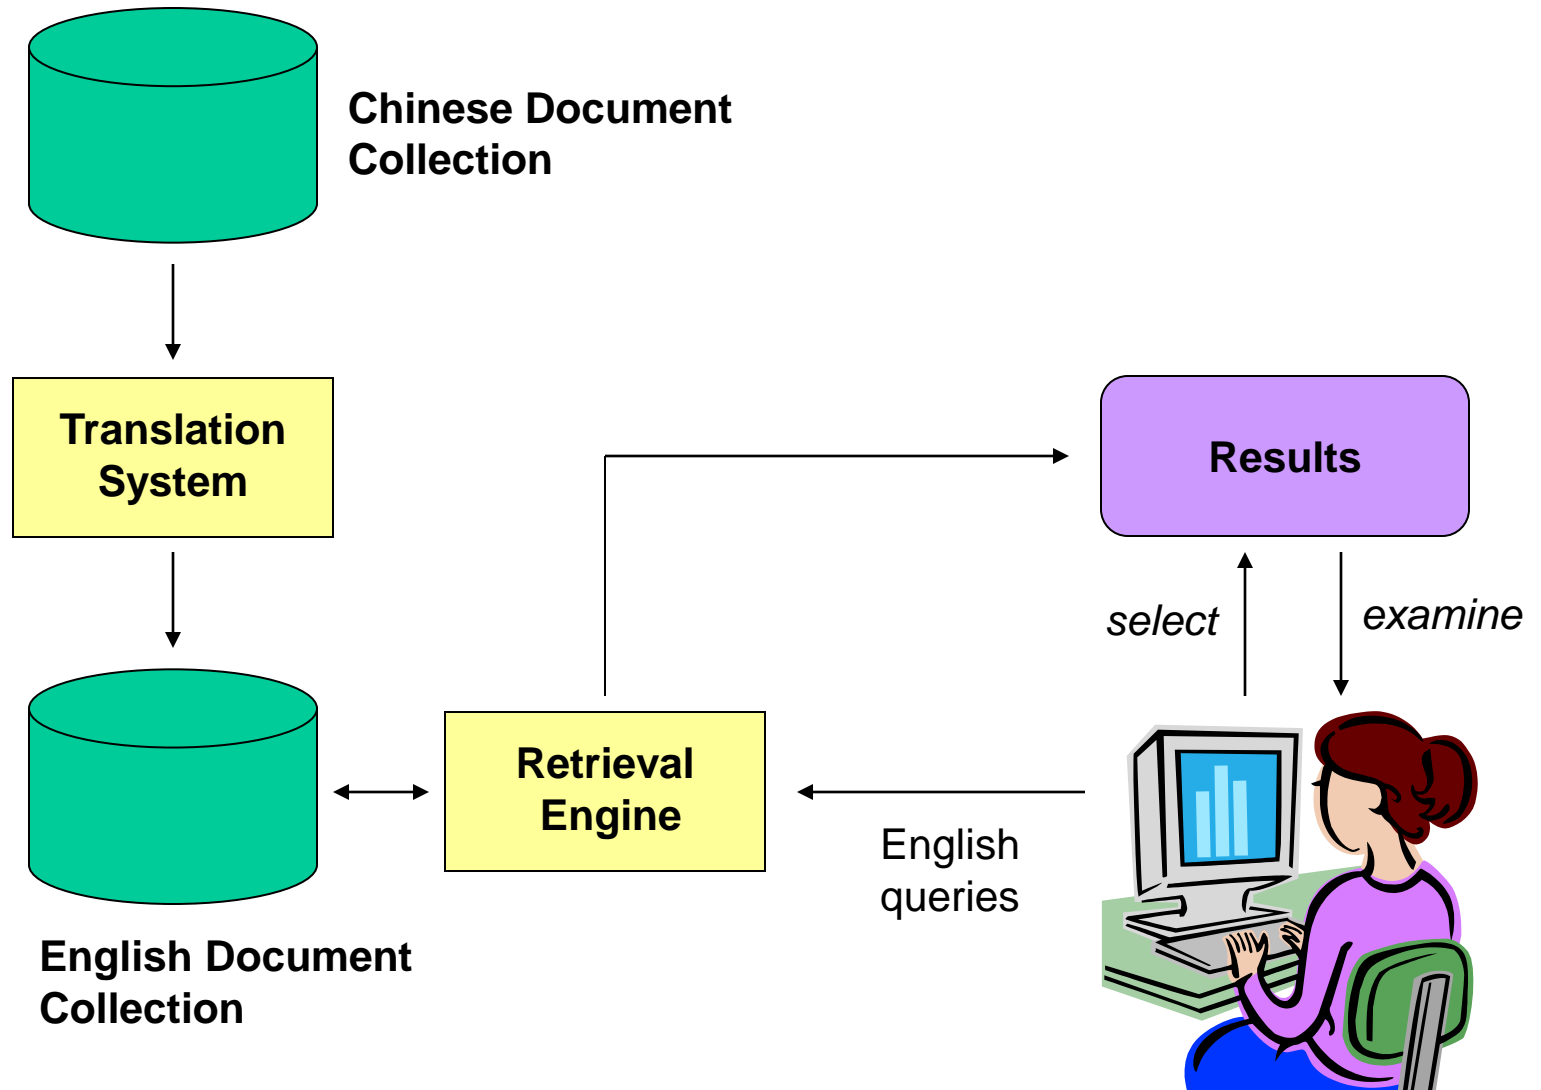 Chinese Document
Collection
Translation
System
Results
select
examine
Retrieval
Engine
English
queries
English Document
Collection